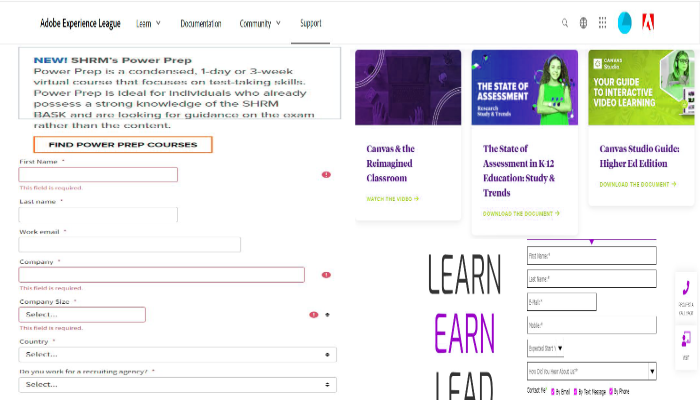 Adobe Experience League
Learn
Documentation
Community
Support
NEW! SHRM's Power Prep
Power Prep is a condensed, 1-day or 3-week
virtual course that focuses on test-taking skills.
Power Prep is ideal for individuals who already
possess a strong knowledge of the SHRM
BASK and are looking for guidance on the exam
rather than the content.
FIND POWER PREP COURSES
First Name *
This field is required.
Last name *
Work email *
Company *
This field is required.
Company Size *
Select...
This field is required.
Country *
Select...
Do you work for a recruiting agency? *
Select...
Canvas & the
Reimagined
Classroom
WATCH THE VIDEO →
THE STATE OF
ASSESSMENT
Research
Study & Trends
The State of
Assessment in K-12
Education: Study &
Trends
DOWNLOAD THE DOCUMENT →
CANVAS
Studio
YOUR GUIDE
TO INTERACTIVE
VIDEO LEARNING
Canvas Studio Guide:
Higher Ed Edition
DOWNLOAD THE DOCUMENT →
LEARN
EARN
LEAD
First Name:*
Last Name:*
E-Mail:*
Mobile:*
Expected Start
How Did You Hear About Us?*
Contact Me? By Email By Text Message By Phone
REQUEST A
CALL BACK
VISIT